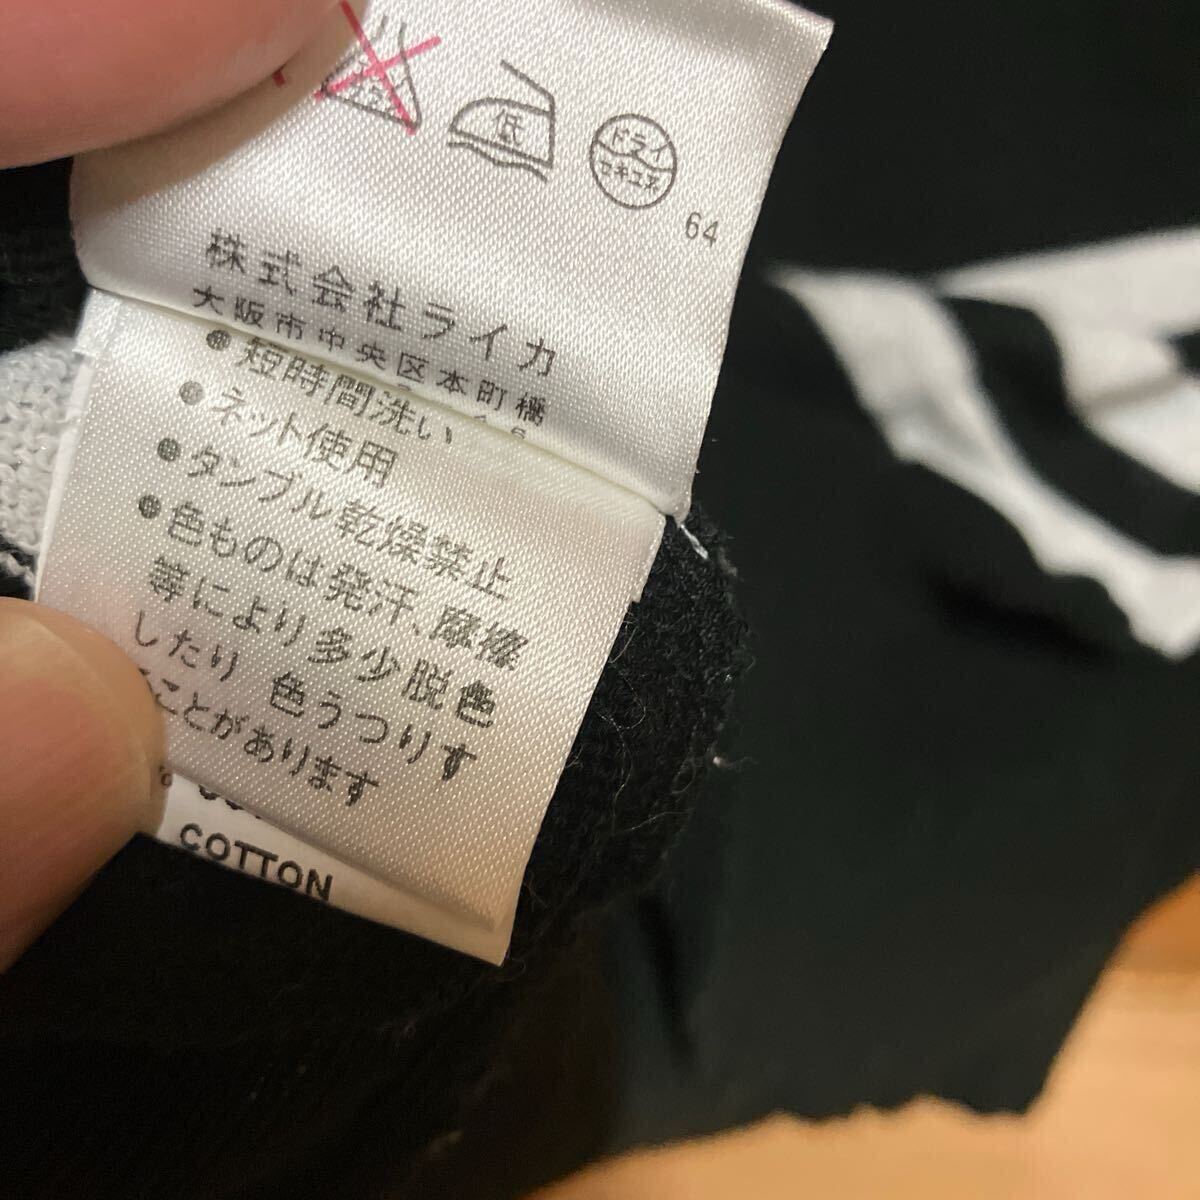 低
ドライ
セキユ系
64
株式会社ライカ
大阪市中央区本町橋
●短時間洗い
●ネット使用
●タンブル乾燥禁止
●色ものは発汗、摩擦
等により多少脱色
したり 色うつりす
ことがあります
COTTON